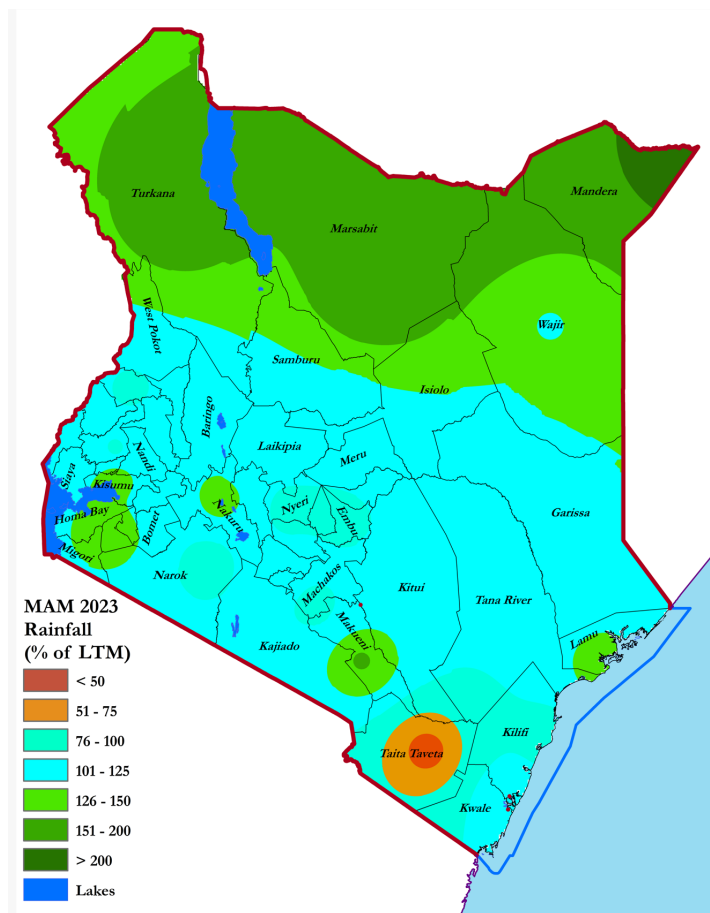 Turkana
Mandera
Marsabit
West Pokot
Wajir
Samburu
Isiolo
Baringo
Laikipia
Meru
Nandi
Siaya
Kisumu
Nyeri
Nakuru
Embu
Garissa
Homa Bay
Bomet
Migori
Narok
Machakos
Kitui
Tana River
Makueni
Kajiado
Lamu
Kilifi
Taita Taveta
Kwale
MAM 2023
Rainfall
(% of LTM)
< 50
51 - 75
76 - 100
101 - 125
126 - 150
151 - 200
> 200
Lakes